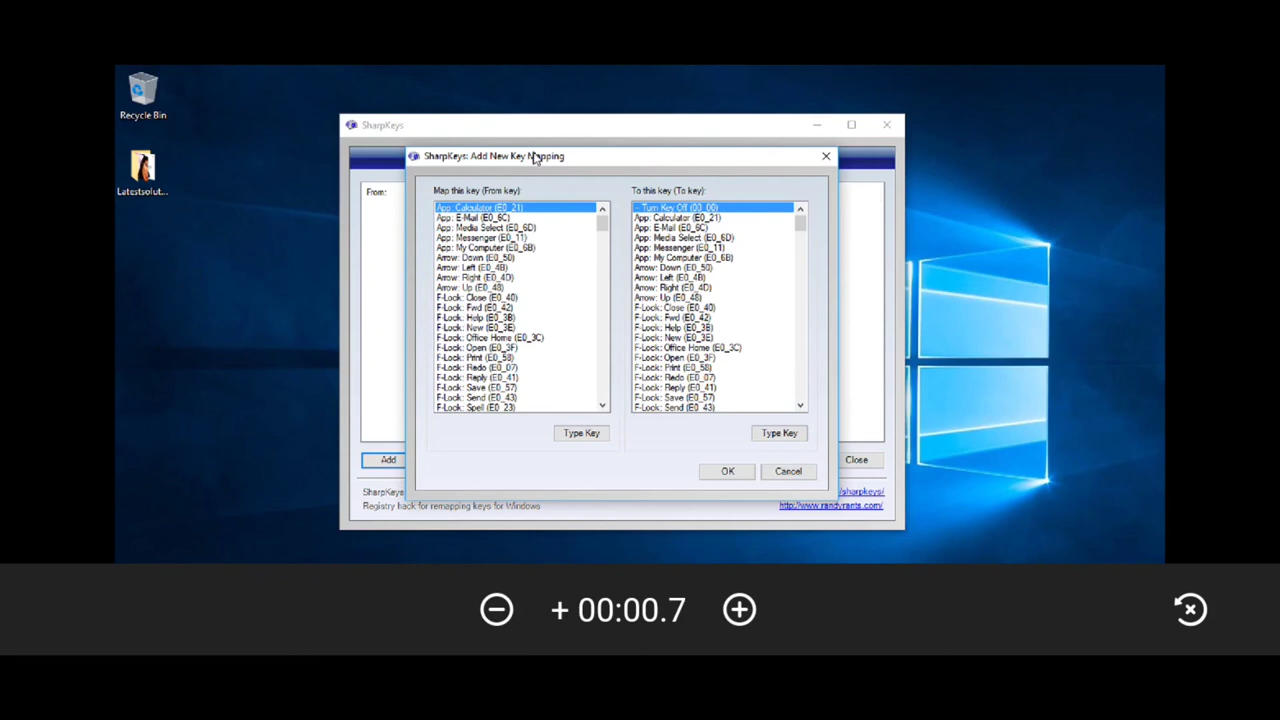 Recycle Bin
Latestsolut...
SharpKeys
SharpKeys: Add New Key Mapping
From:
Map this key (From key):
App: Calculator (E0_21)
App: E-Mail (E0_6C)
App: Media Select (E0_6D)
App: Messenger (E0_11)
App: My Computer (E0_6B)
Arrow: Down (E0_50)
Arrow: Left (E0_4B)
Arrow: Right (E0_4D)
Arrow: Up (E0_48)
F-Lock: Close (E0_40)
F-Lock: Fwd (E0_42)
F-Lock: Help (E0_3B)
F-Lock: New (E0_3E)
F-Lock: Office Home (E0_3C)
F-Lock: Open (E0_3F)
F-Lock: Print (E0_58)
F-Lock: Redo (E0_07)
F-Lock: Reply (E0_41)
F-Lock: Save (E0_57)
F-Lock: Send (E0_43)
F-Lock: Spell (E0_23)
Type Key
To this key (To key):
-- Turn Key Off (00_00)
App: Calculator (E0_21)
App: E-Mail (E0_6C)
App: Media Select (E0_6D)
App: Messenger (E0_11)
App: My Computer (E0_6B)
Arrow: Down (E0_50)
Arrow: Left (E0_4B)
Arrow: Right (E0_4D)
Arrow: Up (E0_48)
F-Lock: Close (E0_40)
F-Lock: Fwd (E0_42)
F-Lock: Help (E0_3B)
F-Lock: New (E0_3E)
F-Lock: Office Home (E0_3C)
F-Lock: Open (E0_3F)
F-Lock: Print (E0_58)
F-Lock: Redo (E0_07)
F-Lock: Reply (E0_41)
F-Lock: Save (E0_57)
F-Lock: Send (E0_43)
Type Key
OK
Cancel
Add
Close
SharpKeys
/sharpkeys/
Registry hack for remapping keys for Windows
http://www.randyrants.com/
+ 00:00.7